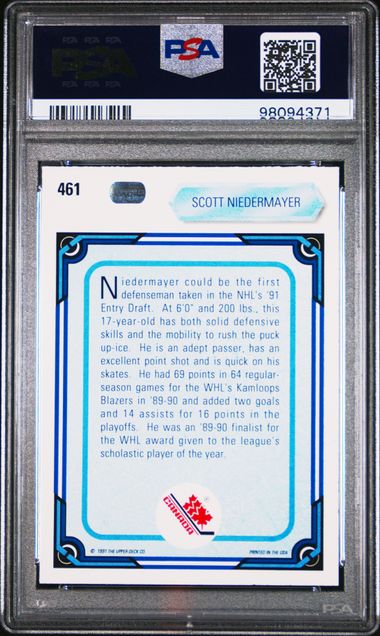 PSA
PSA
98094371
461
SCOTT NIEDERMAYER
Niedermayer could be the first
defenseman taken in the NHL's '91
Entry Draft. At 6'0" and 200 lbs., this
17-year-old has both solid defensive
skills and the mobility to rush the puck
up-ice. He is an adept passer, has an
excellent point shot and is quick on his
skates. He had 69 points in 64 regular-
season games for the WHL's Kamloops
Blazers in '89-90 and added two goals
and 14 assists for 16 points in the
playoffs. He was an '89-90 finalist for
the WHL award given to the league's
scholastic player of the year.
CANADA
© 1991 THE UPPER DECK CO.
PRINTED IN THE USA
PSA